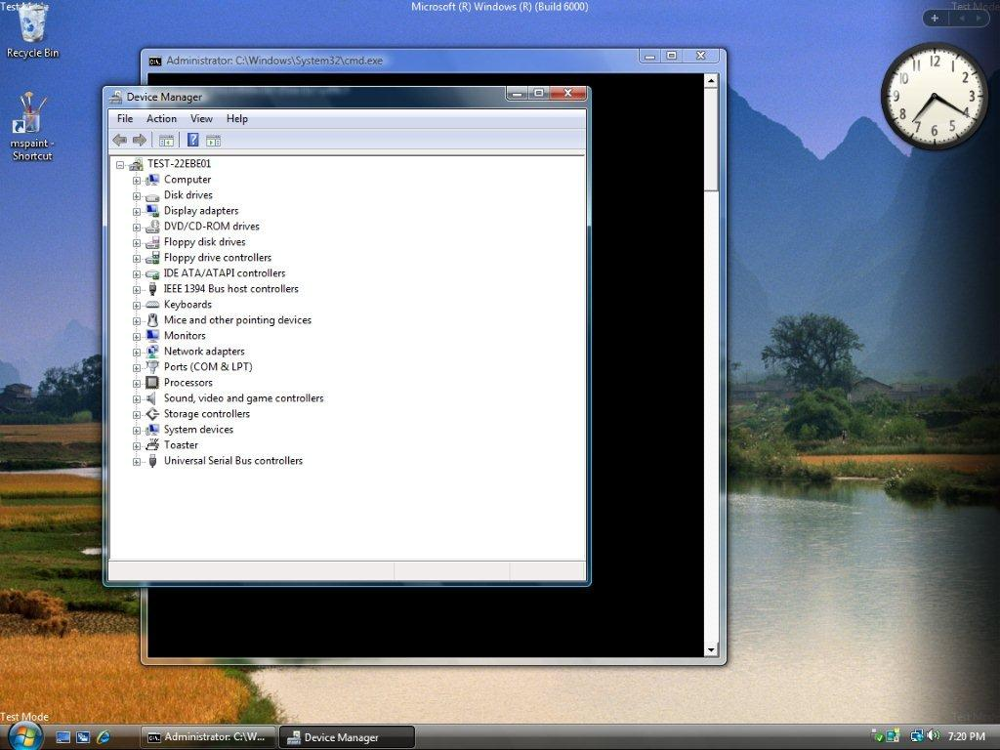 Test Mode
Microsoft (R) Windows (R) (Build 6000)
Test Mode
Recycle Bin
mspaint -
Shortcut
Administrator: C:\Windows\System32\cmd.exe
Device Manager
File Action View Help
TEST-22EBE01
Computer
Disk drives
Display adapters
DVD/CD-ROM drives
Floppy disk drives
Floppy drive controllers
IDE ATA/ATAPI controllers
IEEE 1394 Bus host controllers
Keyboards
Mice and other pointing devices
Monitors
Network adapters
Ports (COM & LPT)
Processors
Sound, video and game controllers
Storage controllers
System devices
Toaster
Universal Serial Bus controllers
12
1
2
3
4
5
6
7
8
9
10
11
Test Mode
Test Mode
Administrator: C:\W...
Device Manager
7:20 PM